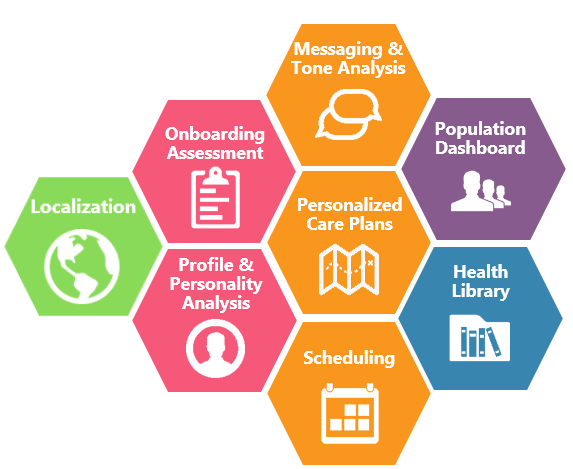 Messaging &
Tone Analysis
Onboarding
Assessment
Population
Dashboard
Localization
Personalized
Care Plans
Profile &
Personality
Analysis
Health
Library
Scheduling